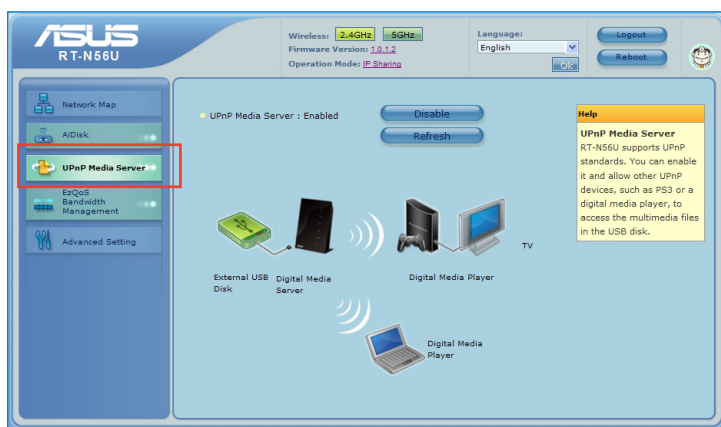 ASUS
RT-N56U
Wireless: 2.4GHz 5GHz
Firmware Version: 1.0.1.2
Operation Mode: IP Sharing
Language:
English
OK
Logout
Reboot
Network Map
AiDisk
UPnP Media Server
EzQoS
Bandwidth
Management
Advanced Setting
UPnP Media Server : Enabled
Disable
Refresh
External USB
Disk
Digital Media
Server
Digital Media Player
TV
Digital Media
Player
Help
UPnP Media Server
RT-N56U supports UPnP
standards. You can enable
it and allow other UPnP
devices, such as PS3 or a
digital media player, to
access the multimedia files
in the USB disk.